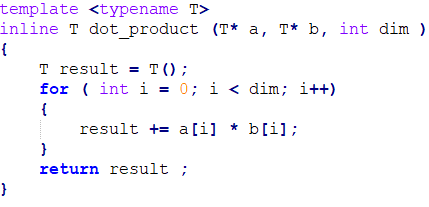 template <typename T>
inline T dot_product (T* a, T* b, int dim )
{
    T result = T();
    for ( int i = 0; i < dim; i++)
    {
        result += a[i] * b[i];
    }
    return result ;
}